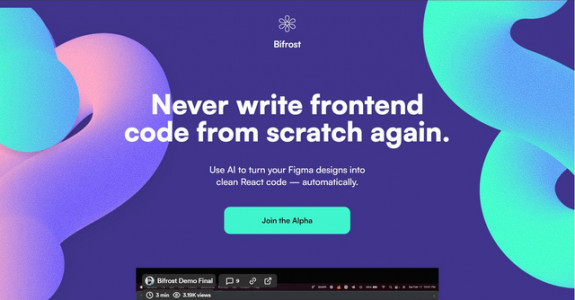 Bifrost
Never write frontend
code from scratch again.
Use AI to turn your Figma designs into
clean React code — automatically.
Join the Alpha
Bifrost Demo Final
9
3 min 3.19K views